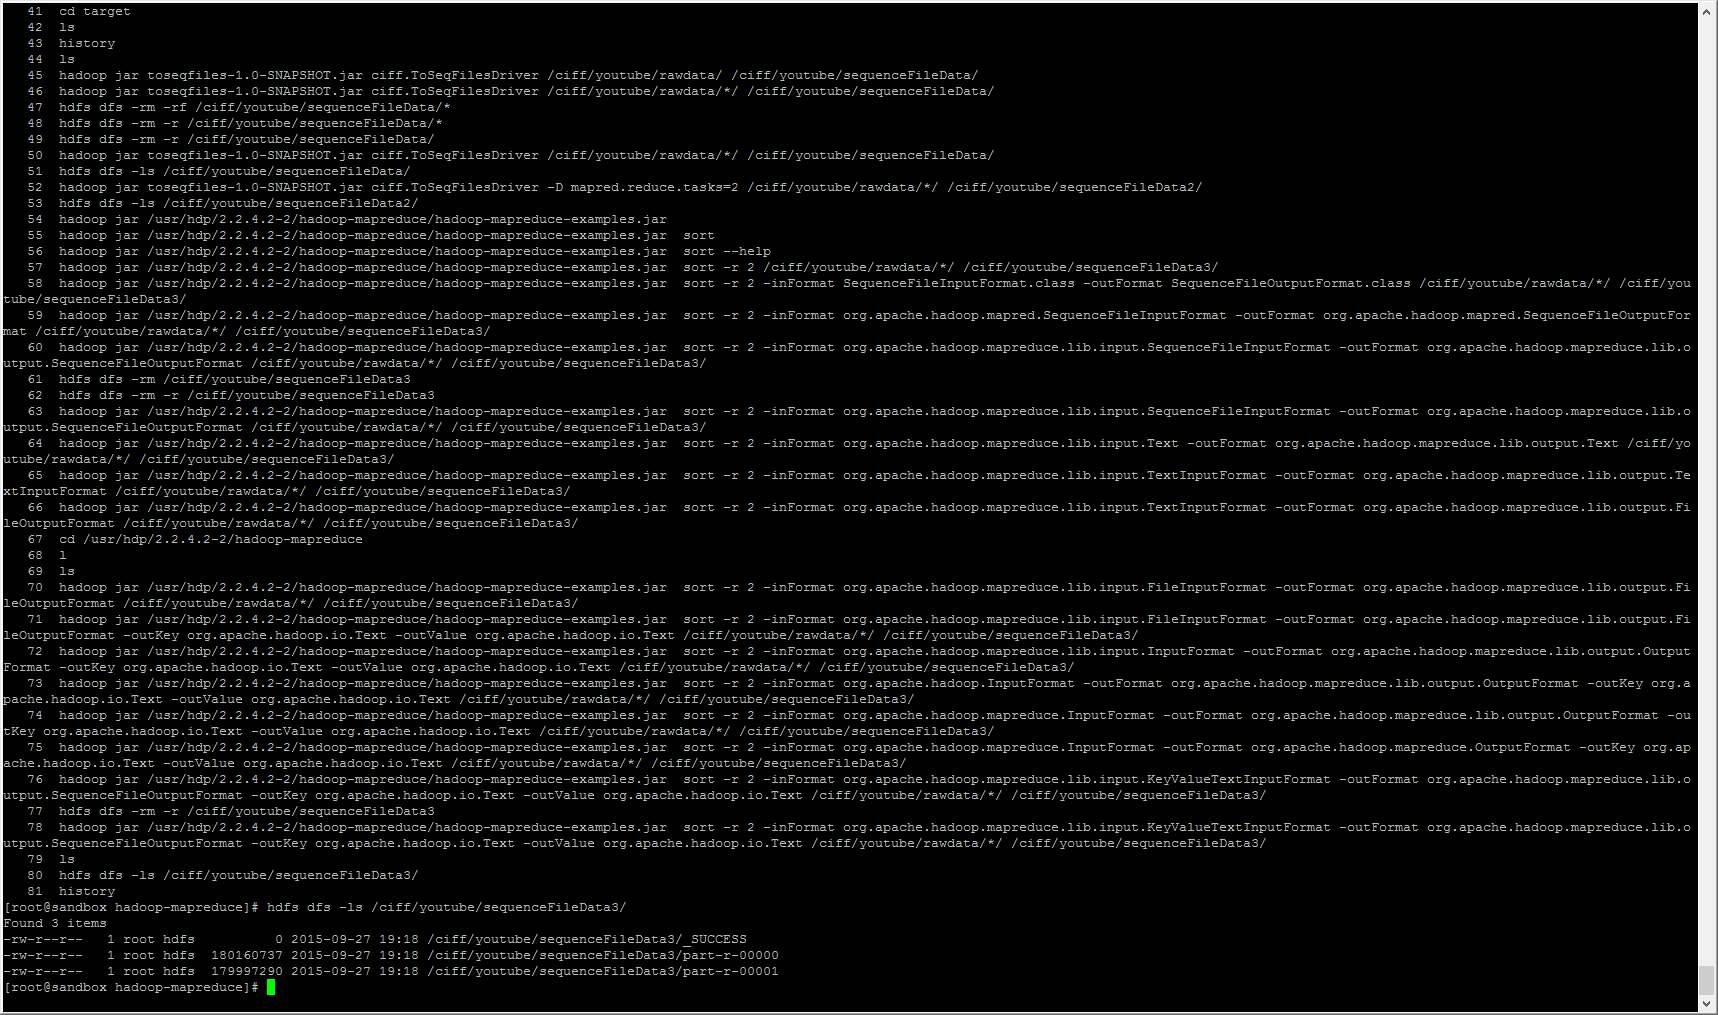 41  cd target
   42  ls
   43  history
   44  ls
   45  hadoop jar toseqfiles-1.0-SNAPSHOT.jar ciff.ToSeqFilesDriver /ciff/youtube/rawdata/ /ciff/youtube/sequenceFileData/
   46  hadoop jar toseqfiles-1.0-SNAPSHOT.jar ciff.ToSeqFilesDriver /ciff/youtube/rawdata/*/ /ciff/youtube/sequenceFileData/
   47  hdfs dfs -rm -rf /ciff/youtube/sequenceFileData/*
   48  hdfs dfs -rm -r /ciff/youtube/sequenceFileData/*
   49  hdfs dfs -rm -r /ciff/youtube/sequenceFileData/
   50  hadoop jar toseqfiles-1.0-SNAPSHOT.jar ciff.ToSeqFilesDriver /ciff/youtube/rawdata/*/ /ciff/youtube/sequenceFileData/
   51  hdfs dfs -ls /ciff/youtube/sequenceFileData/
   52  hadoop jar toseqfiles-1.0-SNAPSHOT.jar ciff.ToSeqFilesDriver -D mapred.reduce.tasks=2 /ciff/youtube/rawdata/*/ /ciff/youtube/sequenceFileData2/
   53  hdfs dfs -ls /ciff/youtube/sequenceFileData2/
   54  hadoop jar /usr/hdp/2.2.4.2-2/hadoop-mapreduce/hadoop-mapreduce-examples.jar
   55  hadoop jar /usr/hdp/2.2.4.2-2/hadoop-mapreduce/hadoop-mapreduce-examples.jar  sort
   56  hadoop jar /usr/hdp/2.2.4.2-2/hadoop-mapreduce/hadoop-mapreduce-examples.jar  sort --help
   57  hadoop jar /usr/hdp/2.2.4.2-2/hadoop-mapreduce/hadoop-mapreduce-examples.jar  sort -r 2 /ciff/youtube/rawdata/*/ /ciff/youtube/sequenceFileData3/
   58  hadoop jar /usr/hdp/2.2.4.2-2/hadoop-mapreduce/hadoop-mapreduce-examples.jar  sort -r 2 -inFormat SequenceFileInputFormat.class -outFormat SequenceFileOutputFormat.class /ciff/youtube/rawdata/*/ /ciff/you
tube/sequenceFileData3/
   59  hadoop jar /usr/hdp/2.2.4.2-2/hadoop-mapreduce/hadoop-mapreduce-examples.jar  sort -r 2 -inFormat org.apache.hadoop.mapred.SequenceFileInputFormat -outFormat org.apache.hadoop.mapred.SequenceFileOutputFor
mat /ciff/youtube/rawdata/*/ /ciff/youtube/sequenceFileData3/
   60  hadoop jar /usr/hdp/2.2.4.2-2/hadoop-mapreduce/hadoop-mapreduce-examples.jar  sort -r 2 -inFormat org.apache.hadoop.mapreduce.lib.input.SequenceFileInputFormat -outFormat org.apache.hadoop.mapreduce.lib.o
utput.SequenceFileOutputFormat /ciff/youtube/rawdata/*/ /ciff/youtube/sequenceFileData3/
   61  hdfs dfs -rm /ciff/youtube/sequenceFileData3
   62  hdfs dfs -rm -r /ciff/youtube/sequenceFileData3
   63  hadoop jar /usr/hdp/2.2.4.2-2/hadoop-mapreduce/hadoop-mapreduce-examples.jar  sort -r 2 -inFormat org.apache.hadoop.mapreduce.lib.input.SequenceFileInputFormat -outFormat org.apache.hadoop.mapreduce.lib.o
utput.SequenceFileOutputFormat /ciff/youtube/rawdata/*/ /ciff/youtube/sequenceFileData3/
   64  hadoop jar /usr/hdp/2.2.4.2-2/hadoop-mapreduce/hadoop-mapreduce-examples.jar  sort -r 2 -inFormat org.apache.hadoop.mapreduce.lib.input.Text -outFormat org.apache.hadoop.mapreduce.lib.output.Text /ciff/yo
utube/rawdata/*/ /ciff/youtube/sequenceFileData3/
   65  hadoop jar /usr/hdp/2.2.4.2-2/hadoop-mapreduce/hadoop-mapreduce-examples.jar  sort -r 2 -inFormat org.apache.hadoop.mapreduce.lib.input.TextInputFormat -outFormat org.apache.hadoop.mapreduce.lib.output.Te
xtInputFormat /ciff/youtube/rawdata/*/ /ciff/youtube/sequenceFileData3/
   66  hadoop jar /usr/hdp/2.2.4.2-2/hadoop-mapreduce/hadoop-mapreduce-examples.jar  sort -r 2 -inFormat org.apache.hadoop.mapreduce.lib.input.TextInputFormat -outFormat org.apache.hadoop.mapreduce.lib.output.Fi
leOutputFormat /ciff/youtube/rawdata/*/ /ciff/youtube/sequenceFileData3/
   67  cd /usr/hdp/2.2.4.2-2/hadoop-mapreduce
   68  l
   69  ls
   70  hadoop jar /usr/hdp/2.2.4.2-2/hadoop-mapreduce/hadoop-mapreduce-examples.jar  sort -r 2 -inFormat org.apache.hadoop.mapreduce.lib.input.FileInputFormat -outFormat org.apache.hadoop.mapreduce.lib.output.Fi
leOutputFormat /ciff/youtube/rawdata/*/ /ciff/youtube/sequenceFileData3/
   71  hadoop jar /usr/hdp/2.2.4.2-2/hadoop-mapreduce/hadoop-mapreduce-examples.jar  sort -r 2 -inFormat org.apache.hadoop.mapreduce.lib.input.FileInputFormat -outFormat org.apache.hadoop.mapreduce.lib.output.Fi
leOutputFormat -outKey org.apache.hadoop.io.Text -outValue org.apache.hadoop.io.Text /ciff/youtube/rawdata/*/ /ciff/youtube/sequenceFileData3/
   72  hadoop jar /usr/hdp/2.2.4.2-2/hadoop-mapreduce/hadoop-mapreduce-examples.jar  sort -r 2 -inFormat org.apache.hadoop.mapreduce.lib.input.InputFormat -outFormat org.apache.hadoop.mapreduce.lib.output.Output
Format -outKey org.apache.hadoop.io.Text -outValue org.apache.hadoop.io.Text /ciff/youtube/rawdata/*/ /ciff/youtube/sequenceFileData3/
   73  hadoop jar /usr/hdp/2.2.4.2-2/hadoop-mapreduce/hadoop-mapreduce-examples.jar  sort -r 2 -inFormat org.apache.hadoop.InputFormat -outFormat org.apache.hadoop.mapreduce.lib.output.OutputFormat -outKey org.a
pache.hadoop.io.Text -outValue org.apache.hadoop.io.Text /ciff/youtube/rawdata/*/ /ciff/youtube/sequenceFileData3/
   74  hadoop jar /usr/hdp/2.2.4.2-2/hadoop-mapreduce/hadoop-mapreduce-examples.jar  sort -r 2 -inFormat org.apache.hadoop.mapreduce.InputFormat -outFormat org.apache.hadoop.mapreduce.lib.output.OutputFormat -ou
tKey org.apache.hadoop.io.Text -outValue org.apache.hadoop.io.Text /ciff/youtube/rawdata/*/ /ciff/youtube/sequenceFileData3/
   75  hadoop jar /usr/hdp/2.2.4.2-2/hadoop-mapreduce/hadoop-mapreduce-examples.jar  sort -r 2 -inFormat org.apache.hadoop.mapreduce.InputFormat -outFormat org.apache.hadoop.mapreduce.OutputFormat -outKey org.ap
ache.hadoop.io.Text -outValue org.apache.hadoop.io.Text /ciff/youtube/rawdata/*/ /ciff/youtube/sequenceFileData3/
   76  hadoop jar /usr/hdp/2.2.4.2-2/hadoop-mapreduce/hadoop-mapreduce-examples.jar  sort -r 2 -inFormat org.apache.hadoop.mapreduce.lib.input.KeyValueTextInputFormat -outFormat org.apache.hadoop.mapreduce.lib.o
utput.SequenceFileOutputFormat -outKey org.apache.hadoop.io.Text -outValue org.apache.hadoop.io.Text /ciff/youtube/rawdata/*/ /ciff/youtube/sequenceFileData3/
   77  hdfs dfs -rm -r /ciff/youtube/sequenceFileData3
   78  hadoop jar /usr/hdp/2.2.4.2-2/hadoop-mapreduce/hadoop-mapreduce-examples.jar  sort -r 2 -inFormat org.apache.hadoop.mapreduce.lib.input.KeyValueTextInputFormat -outFormat org.apache.hadoop.mapreduce.lib.o
utput.SequenceFileOutputFormat -outKey org.apache.hadoop.io.Text -outValue org.apache.hadoop.io.Text /ciff/youtube/rawdata/*/ /ciff/youtube/sequenceFileData3/
   79  ls
   80  hdfs dfs -ls /ciff/youtube/sequenceFileData3/
   81  history
[root@sandbox hadoop-mapreduce]# hdfs dfs -ls /ciff/youtube/sequenceFileData3/
Found 3 items
-rw-r--r--   1 root hdfs          0 2015-09-27 19:18 /ciff/youtube/sequenceFileData3/_SUCCESS
-rw-r--r--   1 root hdfs  180160737 2015-09-27 19:18 /ciff/youtube/sequenceFileData3/part-r-00000
-rw-r--r--   1 root hdfs  179997290 2015-09-27 19:18 /ciff/youtube/sequenceFileData3/part-r-00001
[root@sandbox hadoop-mapreduce]#